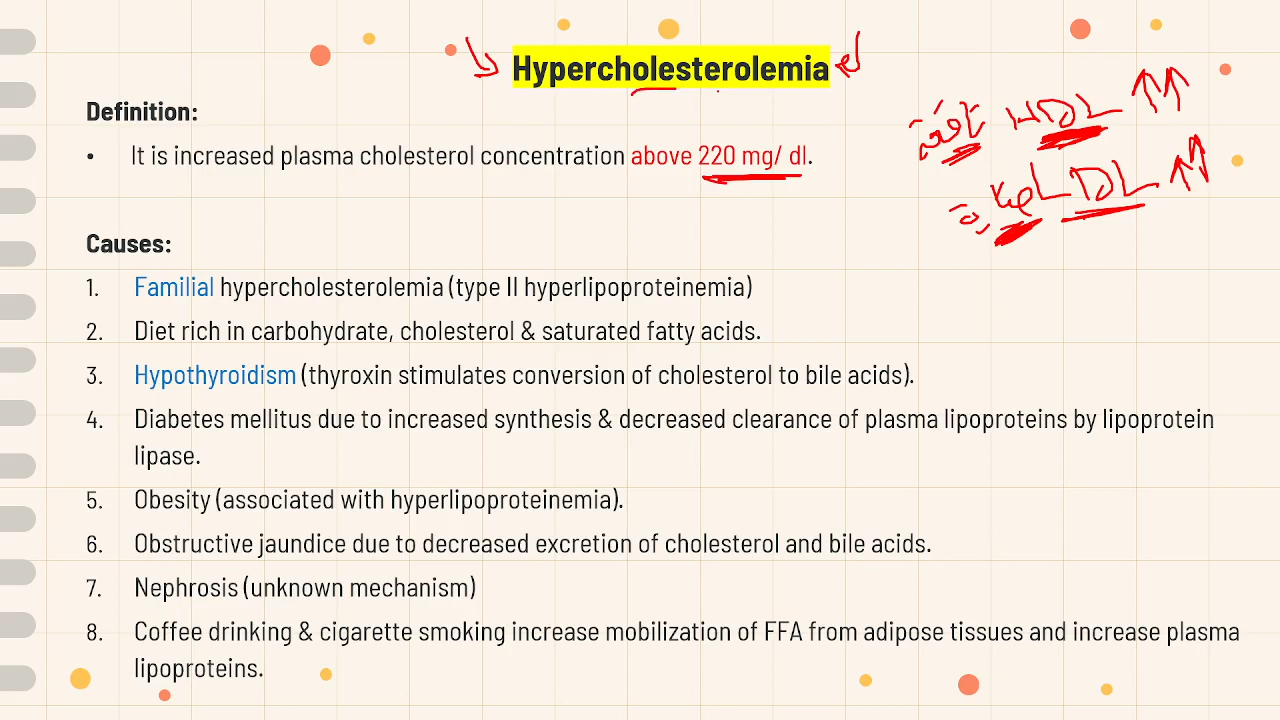 Hypercholesterolemia
Definition:
• It is increased plasma cholesterol concentration above 220 mg/ dl.
HDL ↑↑
LDL ↑↑
Causes:
1. Familial hypercholesterolemia (type II hyperlipoproteinemia)
2. Diet rich in carbohydrate, cholesterol & saturated fatty acids.
3. Hypothyroidism (thyroxin stimulates conversion of cholesterol to bile acids).
4. Diabetes mellitus due to increased synthesis & decreased clearance of plasma lipoproteins by lipoprotein
lipase.
5. Obesity (associated with hyperlipoproteinemia).
6. Obstructive jaundice due to decreased excretion of cholesterol and bile acids.
7. Nephrosis (unknown mechanism)
8. Coffee drinking & cigarette smoking increase mobilization of FFA from adipose tissues and increase plasma
lipoproteins.